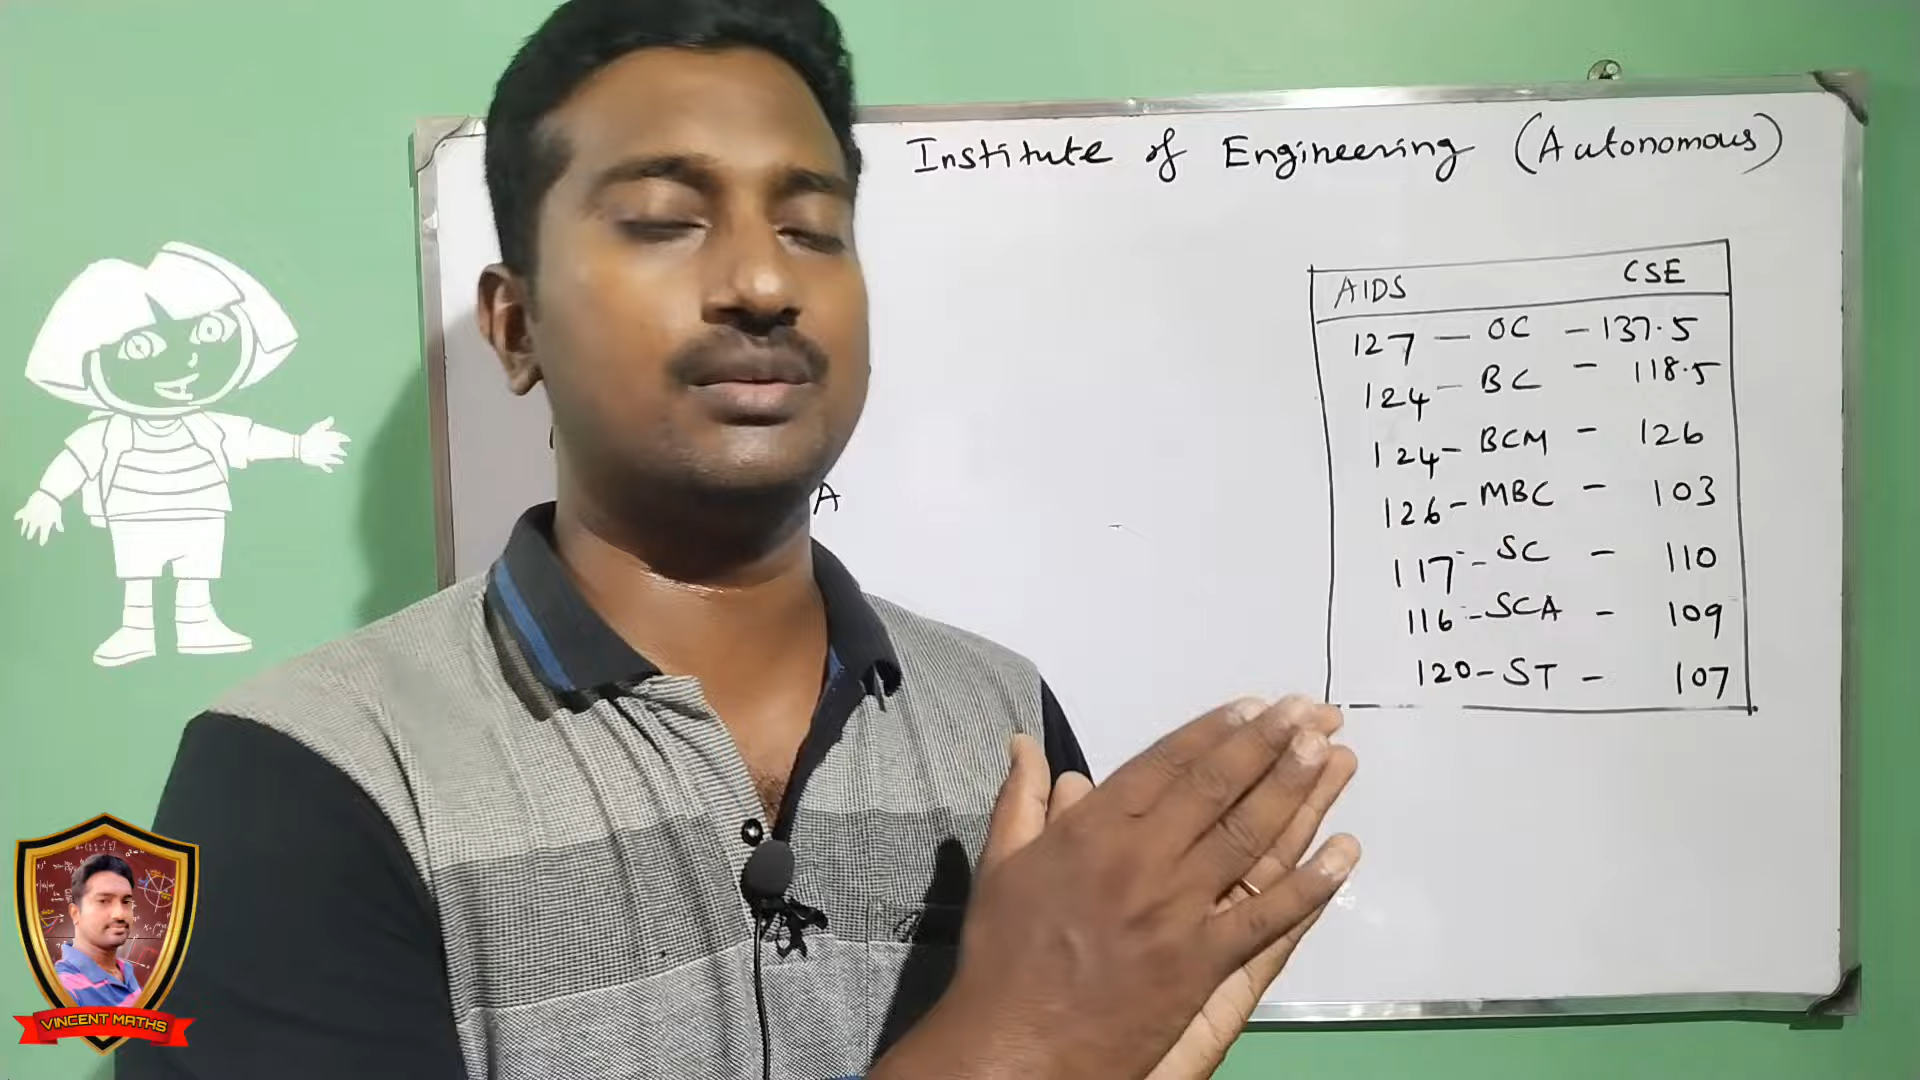 Institute of Engineering (Autonomous)
AIDS CSE
127 — OC — 137.5
124 — BC — 118.5
124 - BCM - 126
126 - MBC - 103
117 - SC - 110
116 - SCA - 109
120 - ST - 107
A
VINCENT MATHS